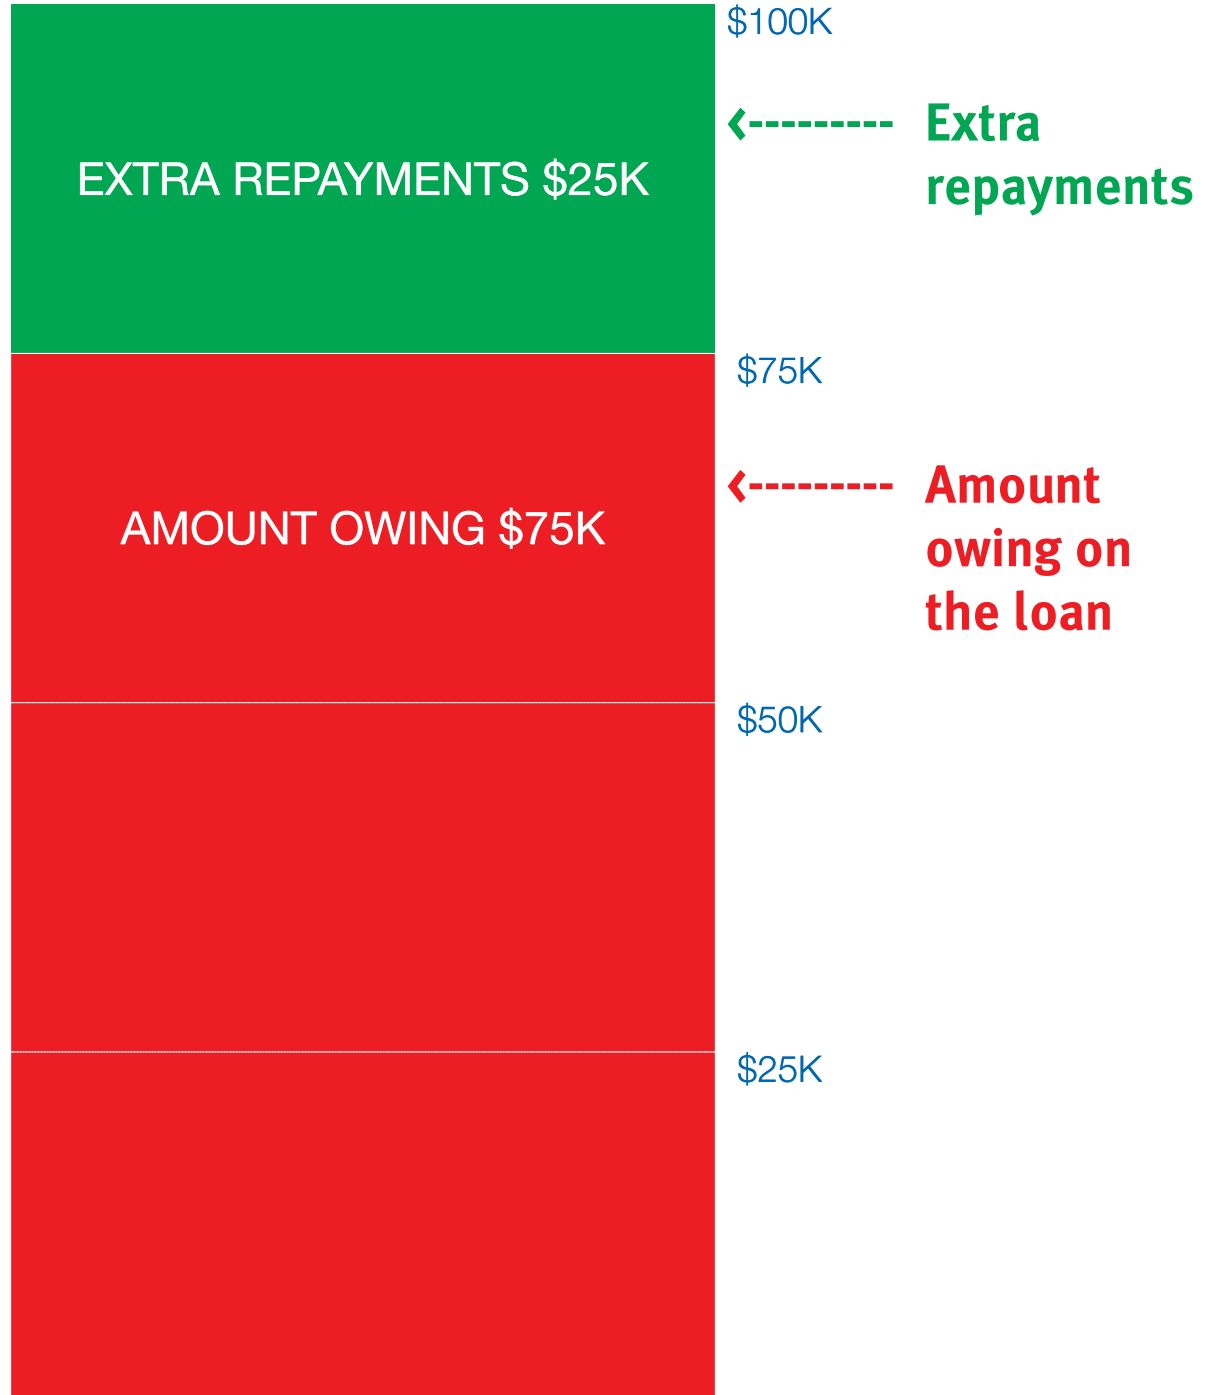 $100K
Extra
repayments
EXTRA REPAYMENTS $25K
$75K
Amount
owing on
the loan
AMOUNT OWING $75K
$50K
$25K